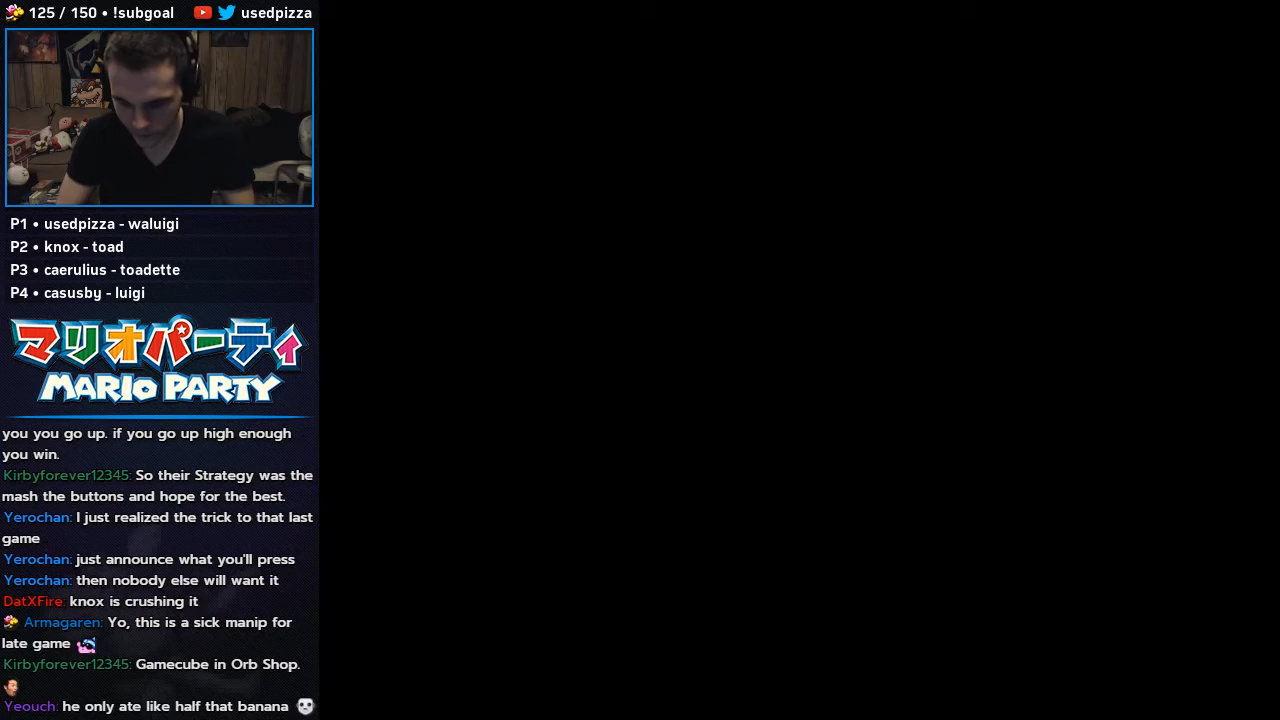 125 / 150 • !subgoal usedpizza
P1 • usedpizza - waluigi
P2 • knox - toad
P3 • caerulius - toadette
P4 • casusby - luigi
マリオパーティ
MARIO PARTY
you you go up. if you go up high enough
you win.
Kirbyforever12345: So their Strategy was the
mash the buttons and hope for the best.
Yerochan: I just realized the trick to that last
game
Yerochan: just announce what you'll press
Yerochan: then nobody else will want it
DatXFire: knox is crushing it
Armagaren: Yo, this is a sick manip for
late game
Kirbyforever12345: Gamecube in Orb Shop.
Yeouch: he only ate like half that banana